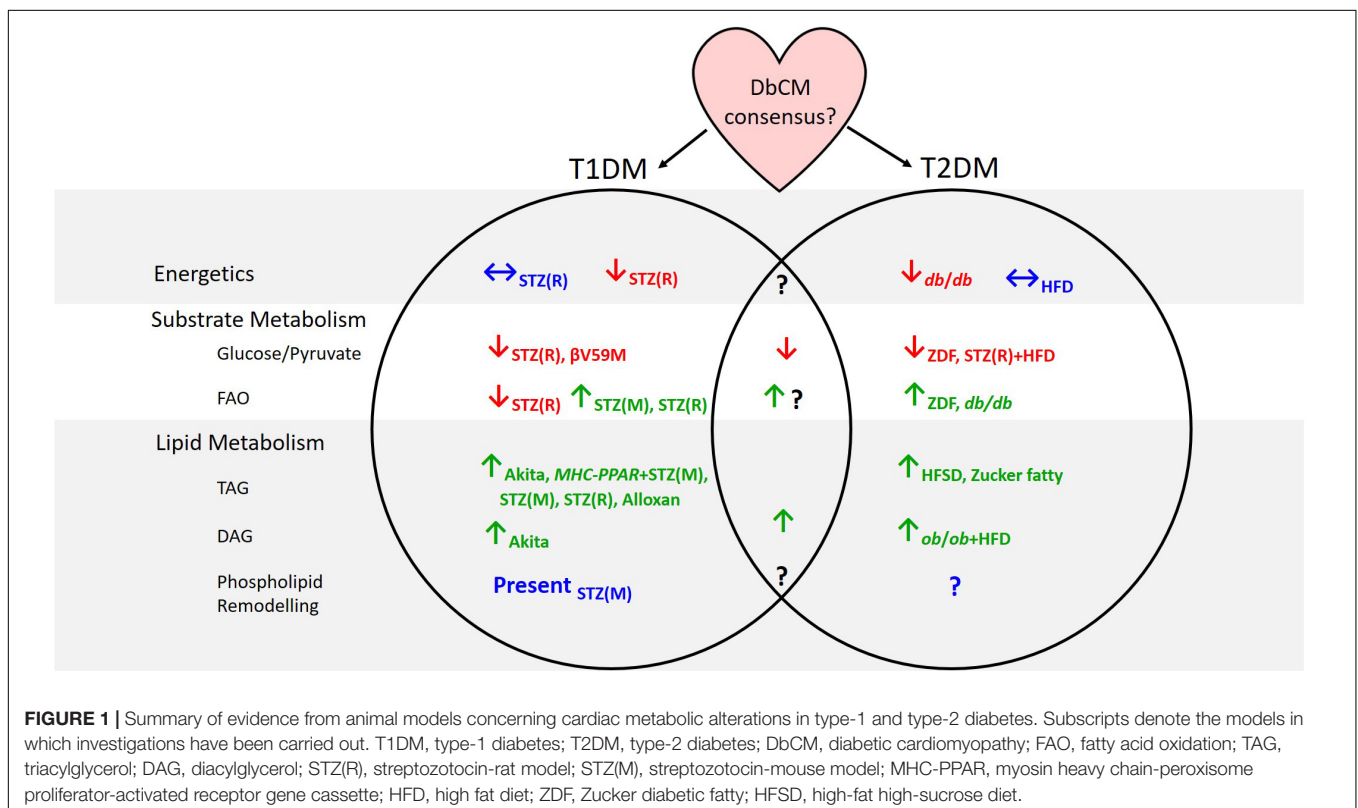 DbCM
consensus?
T1DM
T2DM
Energetics
↔ STZ(R) ↓ STZ(R)
?
↓ db/db ↔ HFD
Substrate Metabolism
Glucose/Pyruvate
↓ STZ(R), βV59M
↓
↓ ZDF, STZ(R)+HFD
FAO
↓ STZ(R) ↑ STZ(M), STZ(R)
↑ ?
↑ ZDF, db/db
Lipid Metabolism
TAG
↑ Akita, MHC-PPAR+STZ(M),
STZ(M), STZ(R), Alloxan
↑ HFSD, Zucker fatty
DAG
↑ Akita
↑
↑ ob/ob+HFD
Phospholipid
Remodelling
Present STZ(M)
?
?
FIGURE 1 | Summary of evidence from animal models concerning cardiac metabolic alterations in type-1 and type-2 diabetes. Subscripts denote the models in
which investigations have been carried out. T1DM, type-1 diabetes; T2DM, type-2 diabetes; DbCM, diabetic cardiomyopathy; FAO, fatty acid oxidation; TAG,
triacylglycerol; DAG, diacylglycerol; STZ(R), streptozotocin-rat model; STZ(M), streptozotocin-mouse model; MHC-PPAR, myosin heavy chain-peroxisome
proliferator-activated receptor gene cassette; HFD, high fat diet; ZDF, Zucker diabetic fatty; HFSD, high-fat high-sucrose diet.